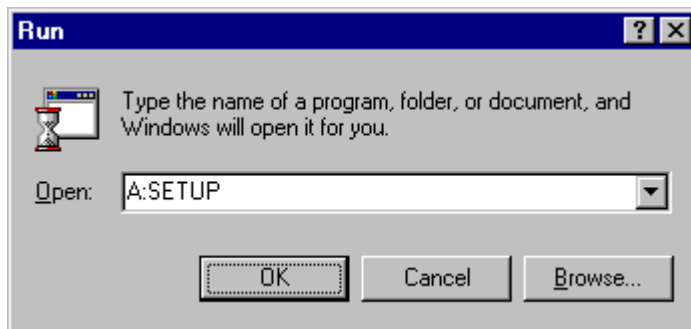 Run
Type the name of a program, folder, or document, and
Windows will open it for you.
Open: A:SETUP
OK Cancel Browse...